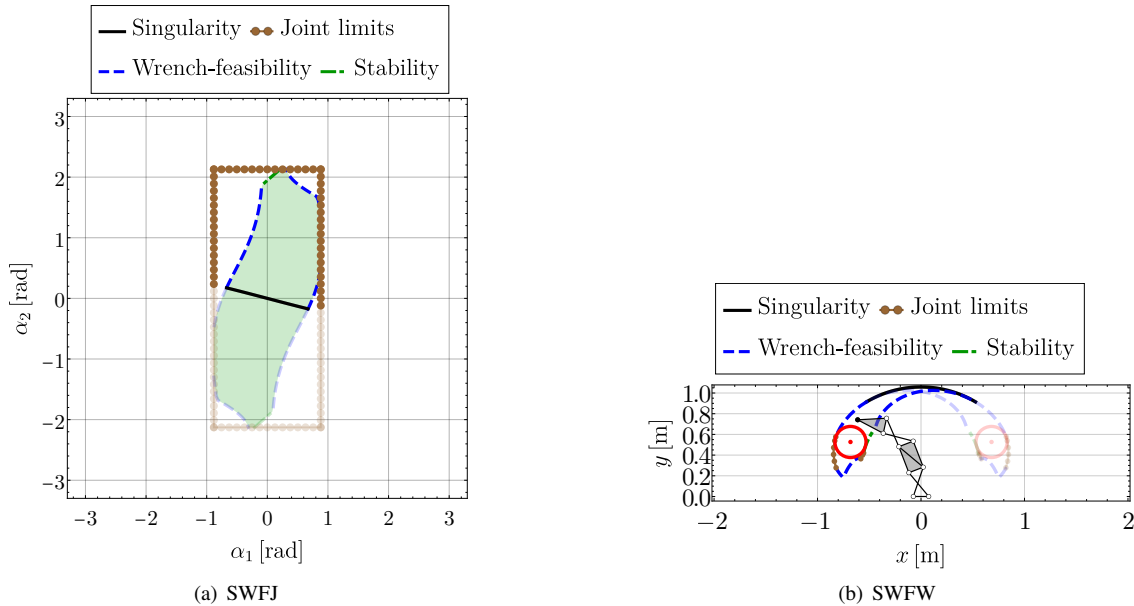 Singularity Joint limits
Wrench-feasibility Stability
3
2
1
0
−1
−2
−3
α₂ [rad]
−3 −2 −1 0 1 2 3
α₁ [rad]
(a) SWFJ
Singularity Joint limits
Wrench-feasibility Stability
1.0
0.8
0.6
0.4
0.2
0.0
y [m]
−2 −1 0 1 2
x [m]
(b) SWFW